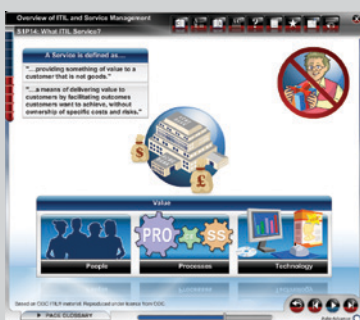 Overview of ITIL and Service Management
S1P14: What ITIL Service?
A Service is defined as...
"...providing something of value to a
customer that is not goods."
"...a means of delivering value to
customers by facilitating outcomes
customers want to achieve, without
ownership of specific costs and risks."
$
£
Value
PRO
SS
People
Processes
Technology
Based on OGC ITIL® material. Reproduced under license from OGC.
PAGE GLOSSARY